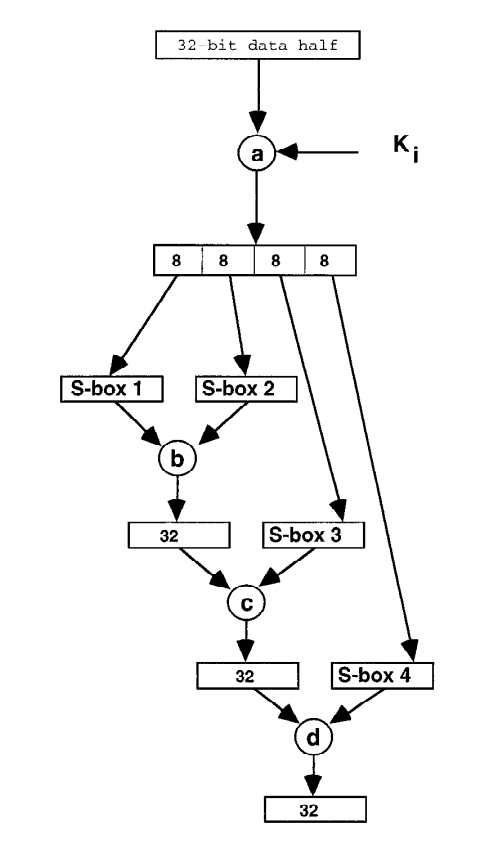 32-bit data half
a
Ki
8 8 8 8
S-box 1 S-box 2
b
32 S-box 3
c
32 S-box 4
d
32